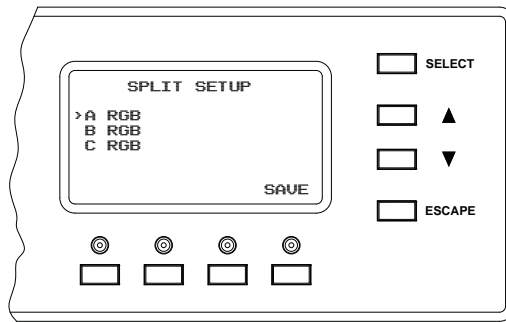 SPLIT SETUP
>A RGB
B RGB
C RGB
SAVE
SELECT
▲
▼
ESCAPE